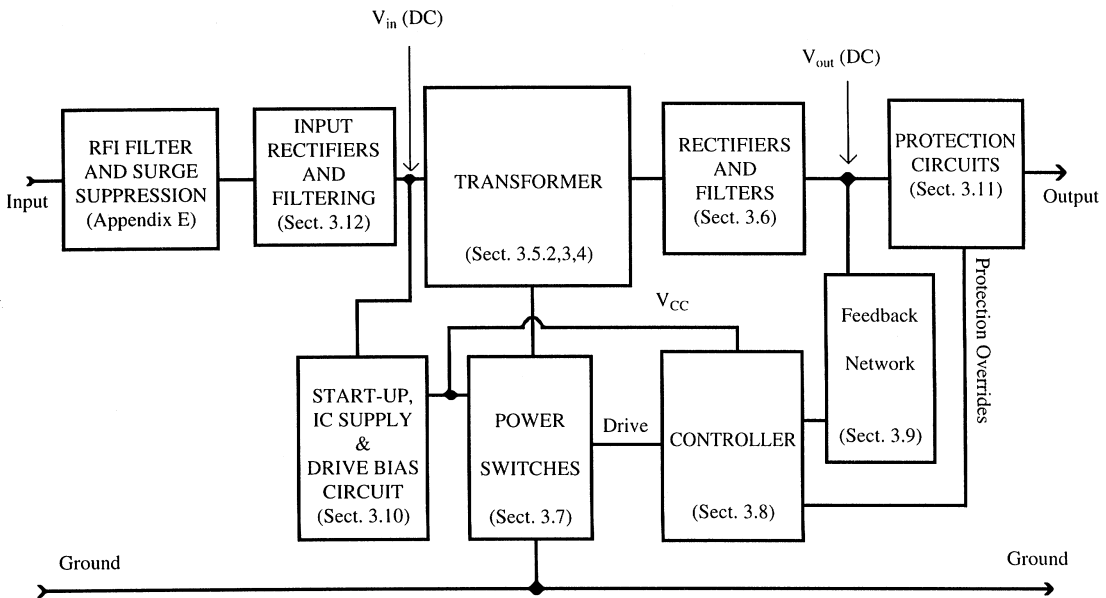 V_in (DC)
V_out (DC)
Input
RFI FILTER
AND SURGE
SUPPRESSION
(Appendix E)
INPUT
RECTIFIERS
AND
FILTERING
(Sect. 3.12)
TRANSFORMER
(Sect. 3.5.2,3,4)
RECTIFIERS
AND
FILTERS
(Sect. 3.6)
PROTECTION
CIRCUITS
(Sect. 3.11)
Output
V_CC
Feedback
Network
(Sect. 3.9)
Protection Overrides
START-UP,
IC SUPPLY
&
DRIVE BIAS
CIRCUIT
(Sect. 3.10)
POWER
SWITCHES
(Sect. 3.7)
Drive
CONTROLLER
(Sect. 3.8)
Ground
Ground